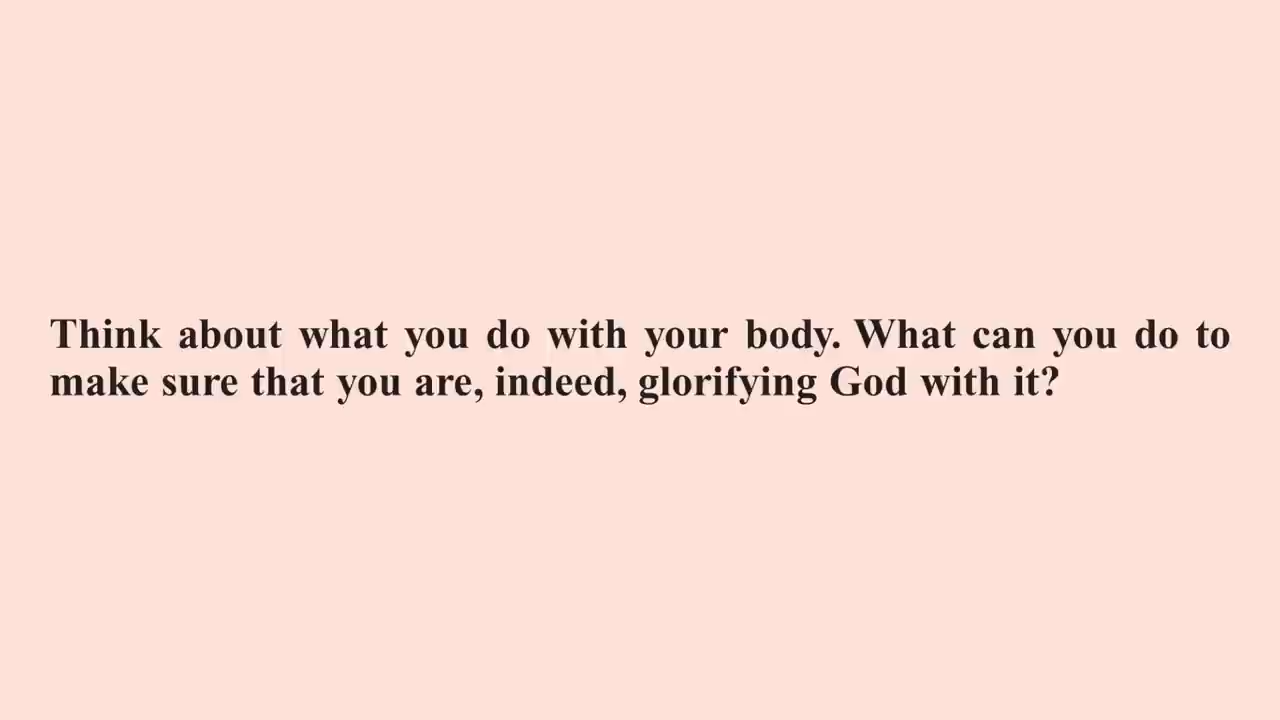 Think about what you do with your body. What can you do to
make sure that you are, indeed, glorifying God with it?